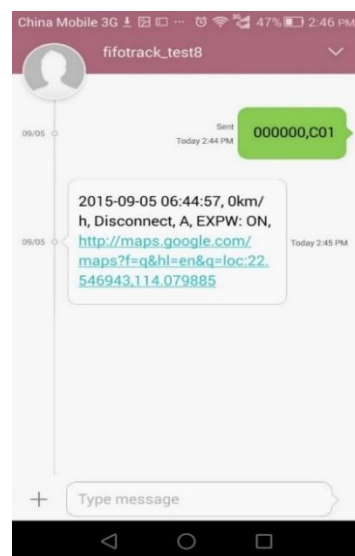 China Mobile 3G ··· 3G 47% 2:46 PM
fifotrack_test8
09/05
Sent
Today 2:44 PM
000000,C01
2015-09-05 06:44:57, 0km/
h, Disconnect, A, EXPW: ON,
http://maps.google.com/
maps?f=q&hl=en&q=loc:22.
546943,114.079885
09/05
Today 2:45 PM
Type message